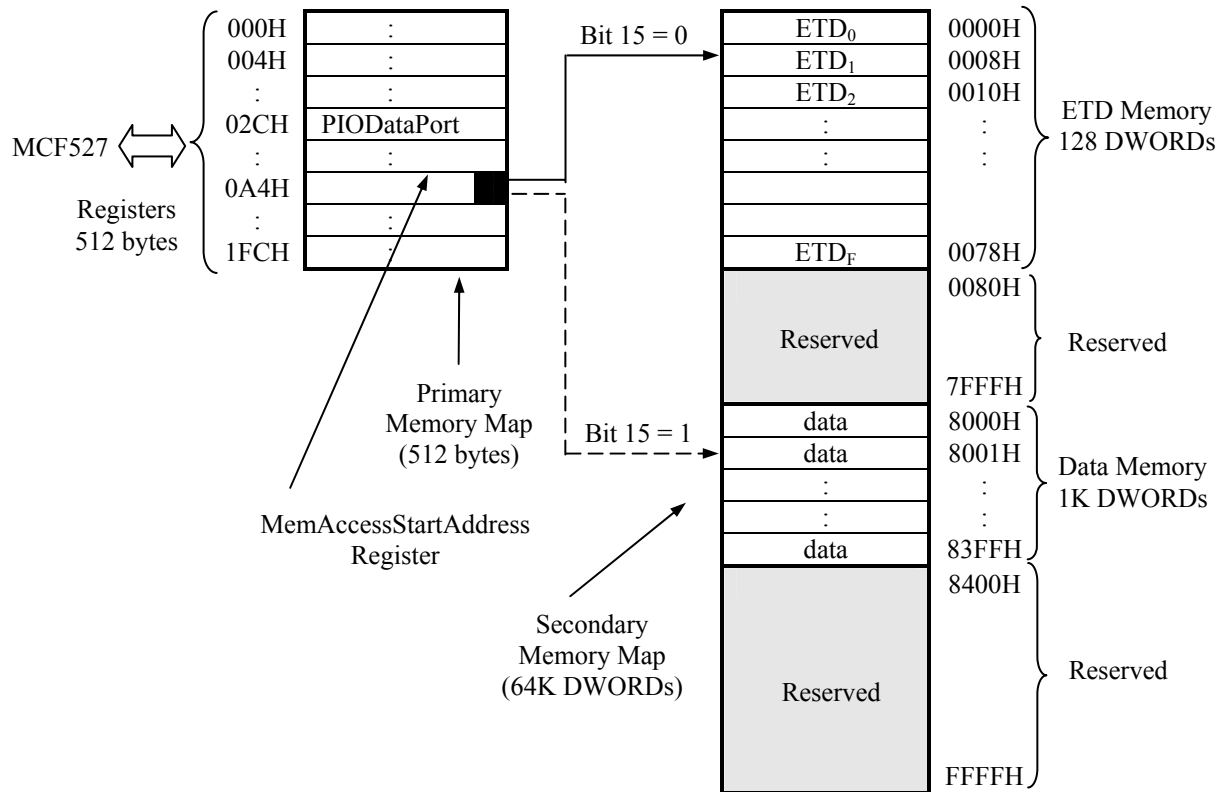 000H
004H
:
02CH
:
0A4H
:
1FCH
MCF527
Registers
512 bytes
:
:
PIODataPort
:
:
:
Primary
Memory Map
(512 bytes)
MemAccessStartAddress
Register
Bit 15 = 0
Bit 15 = 1
Secondary
Memory Map
(64K DWORDs)
ETD0
ETD1
ETD2
:
:
ETDF
Reserved
data
data
:
:
data
Reserved
0000H
0008H
0010H
:
:
0078H
0080H
7FFFH
8000H
8001H
:
:
83FFH
8400H
FFFFH
ETD Memory
128 DWORDs
Reserved
Data Memory
1K DWORDs
Reserved